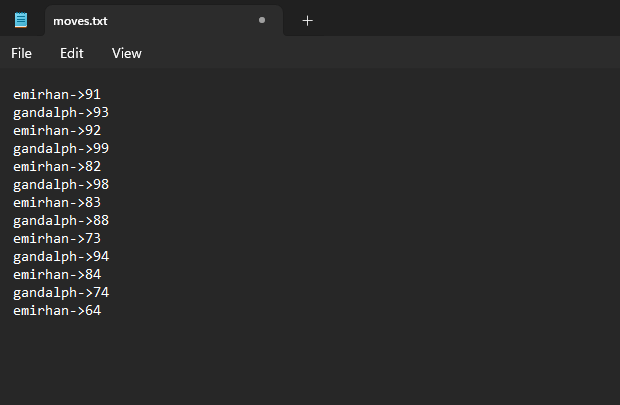 moves.txt
File Edit View
emirhan->91
gandalph->93
emirhan->92
gandalph->99
emirhan->82
gandalph->98
emirhan->83
gandalph->88
emirhan->73
gandalph->94
emirhan->84
gandalph->74
emirhan->64